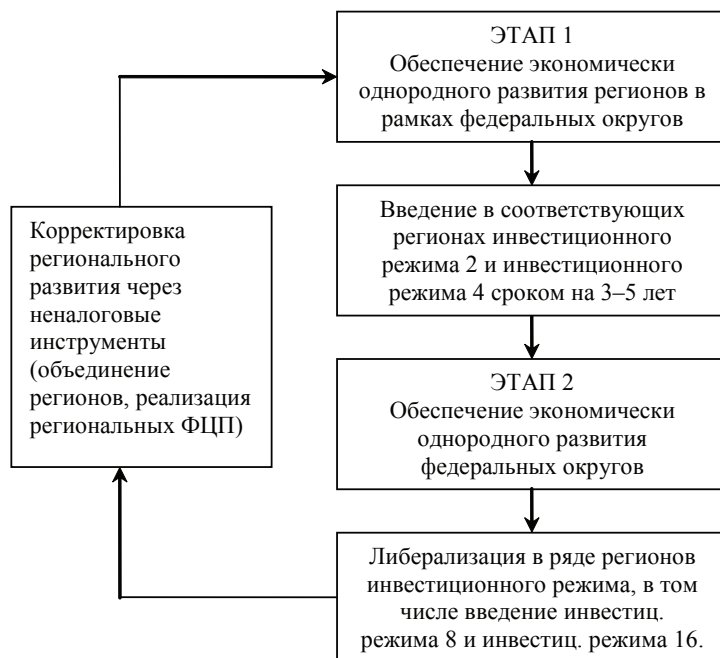 ЭТАП 1
Обеспечение экономически
однородного развития регионов в
рамках федеральных округов
Введение в соответствующих
регионах инвестиционного
режима 2 и инвестиционного
режима 4 сроком на 3–5 лет
ЭТАП 2
Обеспечение экономически
однородного развития
федеральных округов
Либерализация в ряде регионов
инвестиционного режима, в том
числе введение инвестиц.
режима 8 и инвестиц. режима 16.
Корректировка
регионального
развития через
неналоговые
инструменты
(объединение
регионов, реализация
региональных ФЦП)